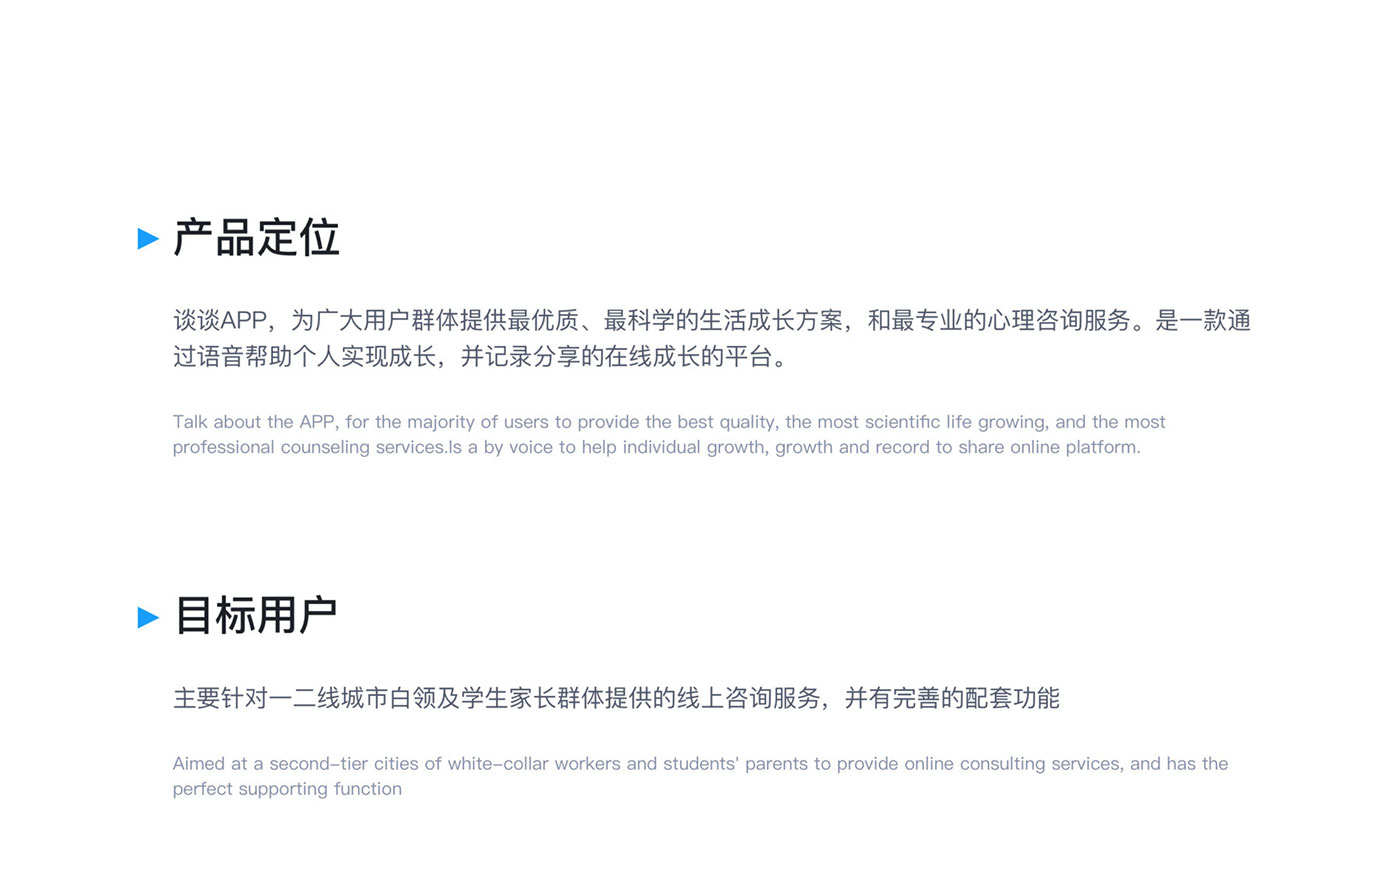 产品定位
谈谈APP，为广大用户群体提供最优质、最科学的生活成长方案，和最专业的心理咨询服务。是一款通
过语音帮助个人实现成长，并记录分享的在线成长的平台。
Talk about the APP, for the majority of users to provide the best quality, the most scientific life growing, and the most
professional counseling services.Is a by voice to help individual growth, growth and record to share online platform.
目标用户
主要针对一二线城市白领及学生家长群体提供的线上咨询服务，并有完善的配套功能
Aimed at a second-tier cities of white-collar workers and students' parents to provide online consulting services, and has the
perfect supporting function